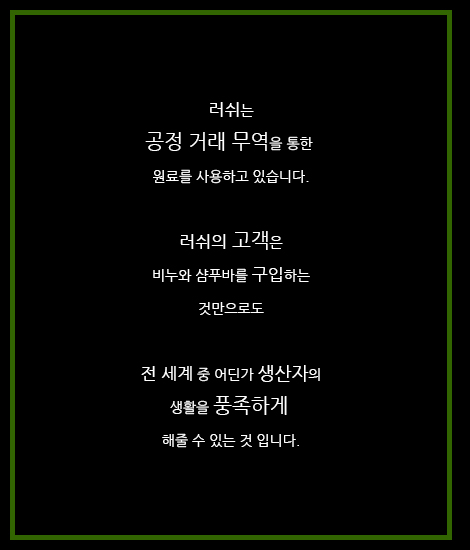 러쉬는
공정 거래 무역을 통한
원료를 사용하고 있습니다.
러쉬의 고객은
비누와 샴푸바를 구입하는
것만으로도
전 세계 중 어딘가 생산자의
생활을 풍족하게
해줄 수 있는 것 입니다.